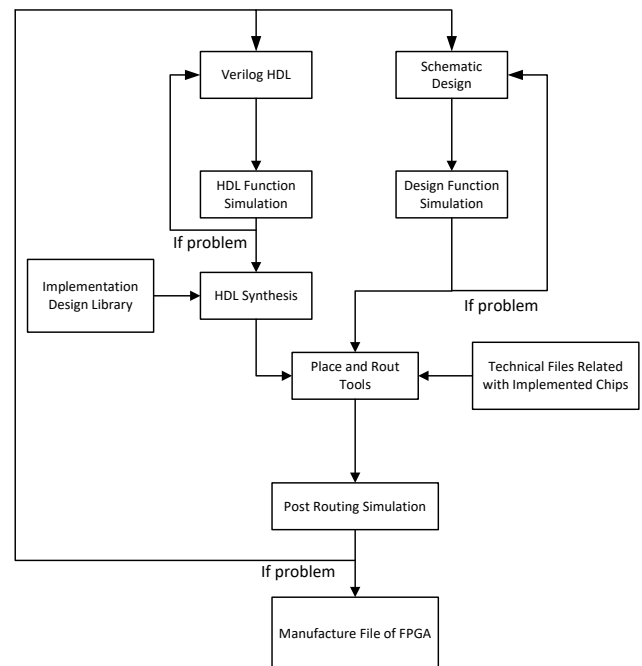 Verilog HDL
Schematic
Design
HDL Function
Simulation
Design Function
Simulation
If problem
If problem
Implementation
Design Library
HDL Synthesis
Place and Rout
Tools
Technical Files Related
with Implemented Chips
Post Routing Simulation
If problem
Manufacture File of FPGA